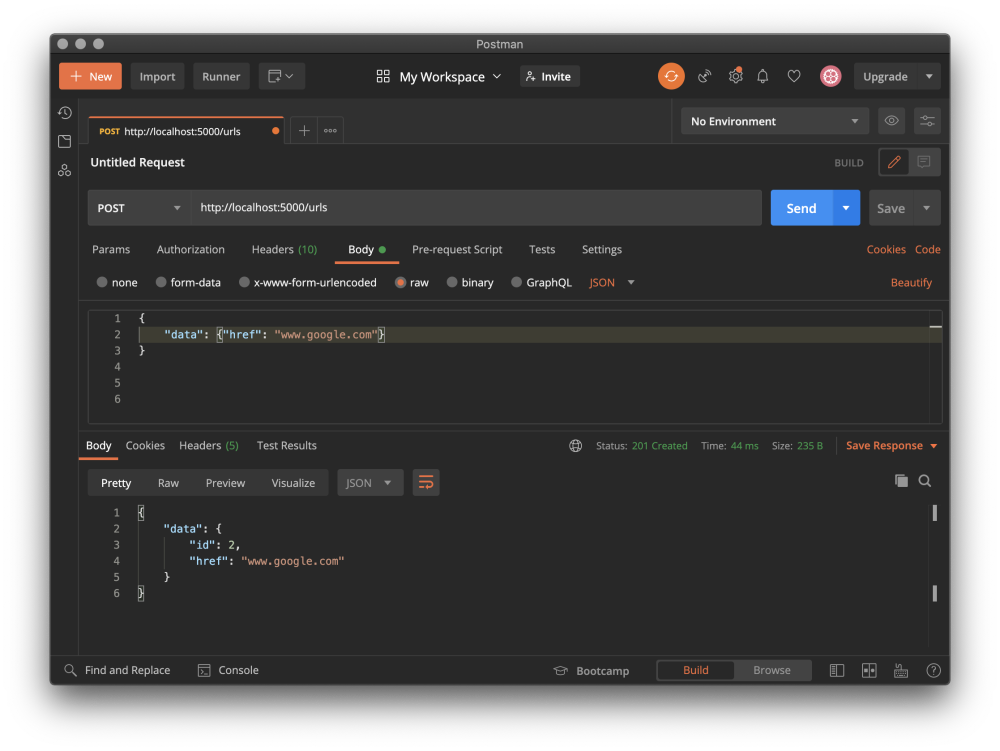 Postman
New Import Runner My Workspace Invite Upgrade
POST http://localhost:5000/urls No Environment
Untitled Request BUILD
POST http://localhost:5000/urls Send Save
Params Authorization Headers (10) Body Pre-request Script Tests Settings Cookies Code
none form-data x-www-form-urlencoded raw binary GraphQL JSON Beautify
1 {
2 "data": {"href": "www.google.com"}
3 }
4
5
6
Body Cookies Headers (5) Test Results Status: 201 Created Time: 44 ms Size: 235 B Save Response
Pretty Raw Preview Visualize JSON
1 {
2 "data": {
3 "id": 2,
4 "href": "www.google.com"
5 }
6 }
Find and Replace Console Bootcamp Build Browse